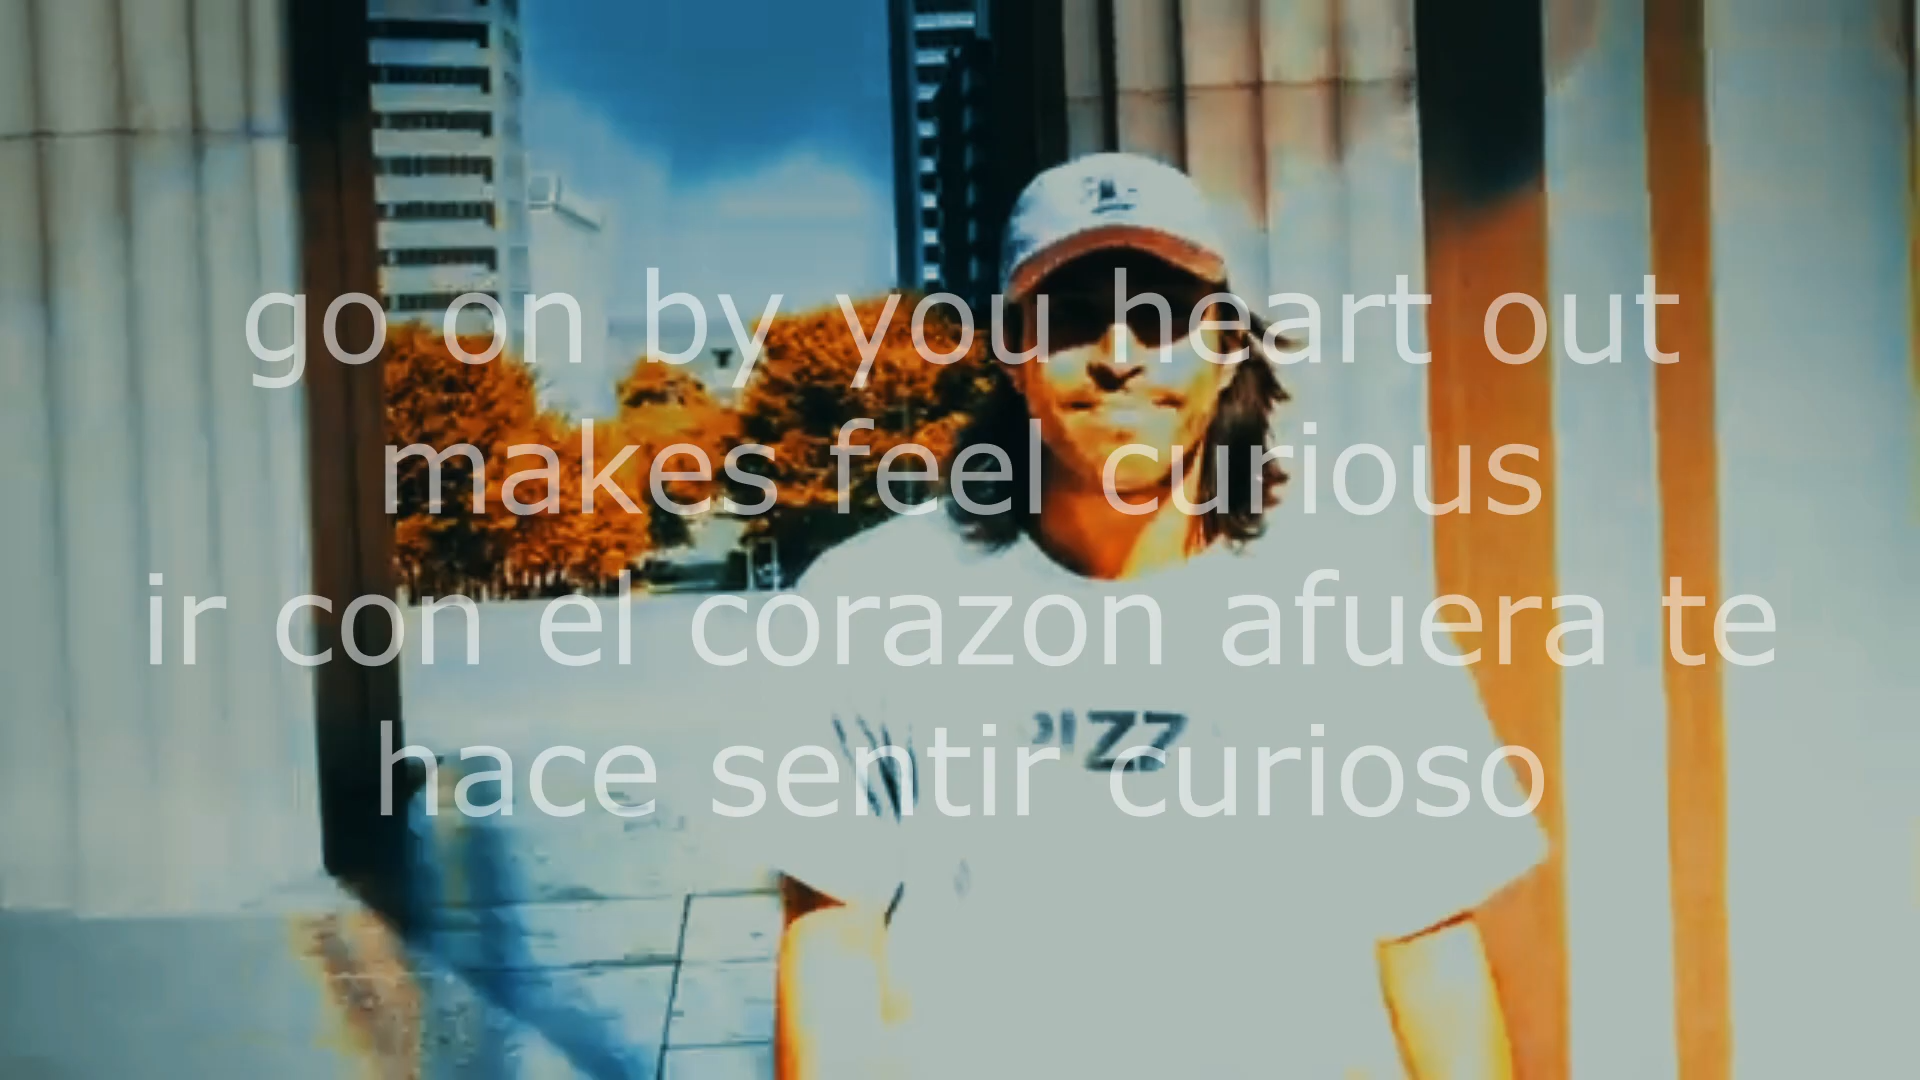 go on by you heart out
makes feel curious
ir con el corazon afuera te
hace sentir curioso